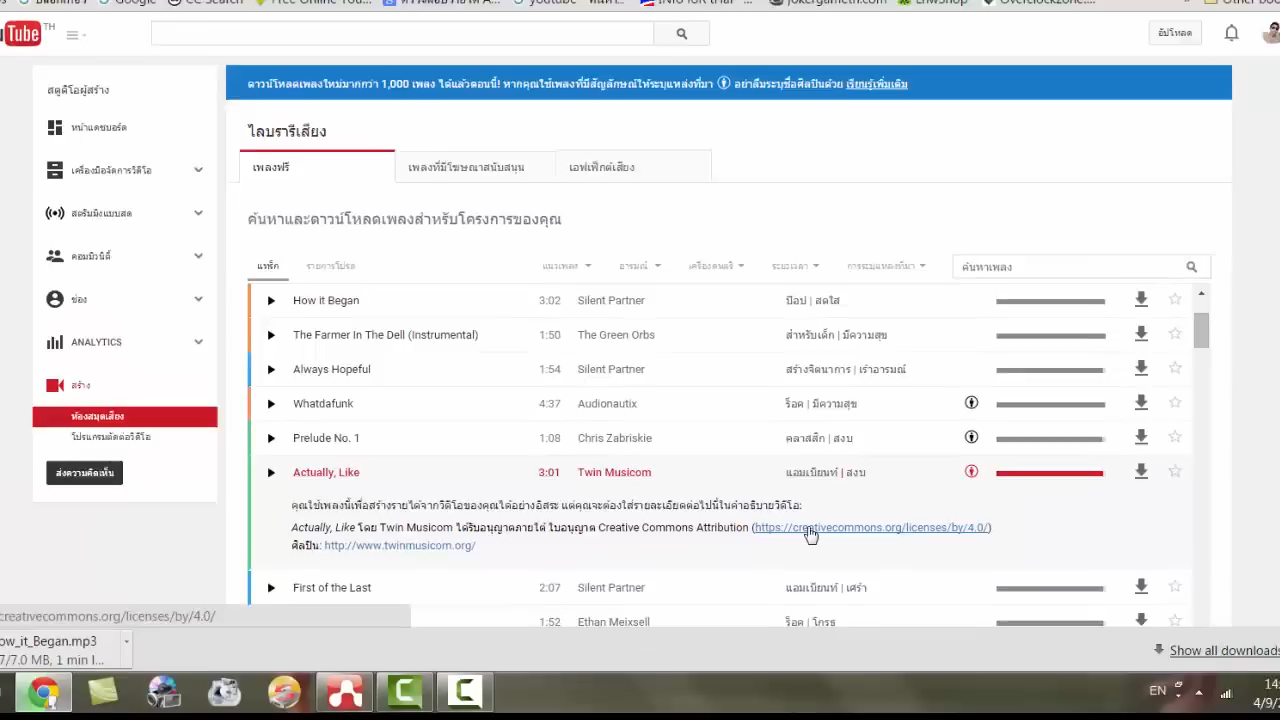 Tube TH
อัปโหลด
สตูดิโอผู้สร้าง
หน้าแดชบอร์ด
เครื่องมือจัดการวิดีโอ
สตรีมมิงแบบสด
คอมมิวนิตี้
ช่อง
ANALYTICS
สร้าง
ห้องสมุดเสียง
โปรแกรมตัดต่อวิดีโอ
ส่งความคิดเห็น
ดาวน์โหลดเพลงใหม่มากกว่า 1,000 เพลง ได้แล้วตอนนี้! หากคุณใช้เพลงที่มีสัญลักษณ์ให้ระบุแหล่งที่มา อย่าลืมระบุชื่อศิลปินด้วย เรียนรู้เพิ่มเติม
ไลบรารีเสียง
เพลงฟรี เพลงที่มีโฆษณาสนับสนุน เอฟเฟ็กต์เสียง
ค้นหาและดาวน์โหลดเพลงสำหรับโครงการของคุณ
แทร็ก รายการโปรด แนวเพลง อารมณ์ เครื่องดนตรี ระยะเวลา การระบุแหล่งที่มา ค้นหาเพลง
How it Began 3:02 Silent Partner ป๊อป | สดใส
The Farmer In The Dell (Instrumental) 1:50 The Green Orbs สำหรับเด็ก | มีความสุข
Always Hopeful 1:54 Silent Partner สร้างจิตนาการ | เร้าอารมณ์
Whatdafunk 4:37 Audionautix ร็อค | มีความสุข
Prelude No. 1 1:08 Chris Zabriskie คลาสสิก | สงบ
Actually, Like 3:01 Twin Musicom แอมเบียนท์ | สงบ
คุณใช้เพลงนี้เพื่อสร้างรายได้จากวิดีโอของคุณได้อย่างอิสระ แต่คุณจะต้องใส่รายละเอียดต่อไปนี้ในคำอธิบายวิดีโอ:
Actually, Like โดย Twin Musicom ได้รับอนุญาตภายใต้ ใบอนุญาต Creative Commons Attribution (https://creativecommons.org/licenses/by/4.0/)
ศิลปิน: http://www.twinmusicom.org/
First of the Last 2:07 Silent Partner แอมเบียนท์ | เศร้า
1:52 Ethan Meixsell ร็อค | โกรธ
creativecommons.org/licenses/by/4.0/
ow_it_Began.mp3
7/7.0 MB, 1 min l...
Show all downloads
EN
14:
4/9/